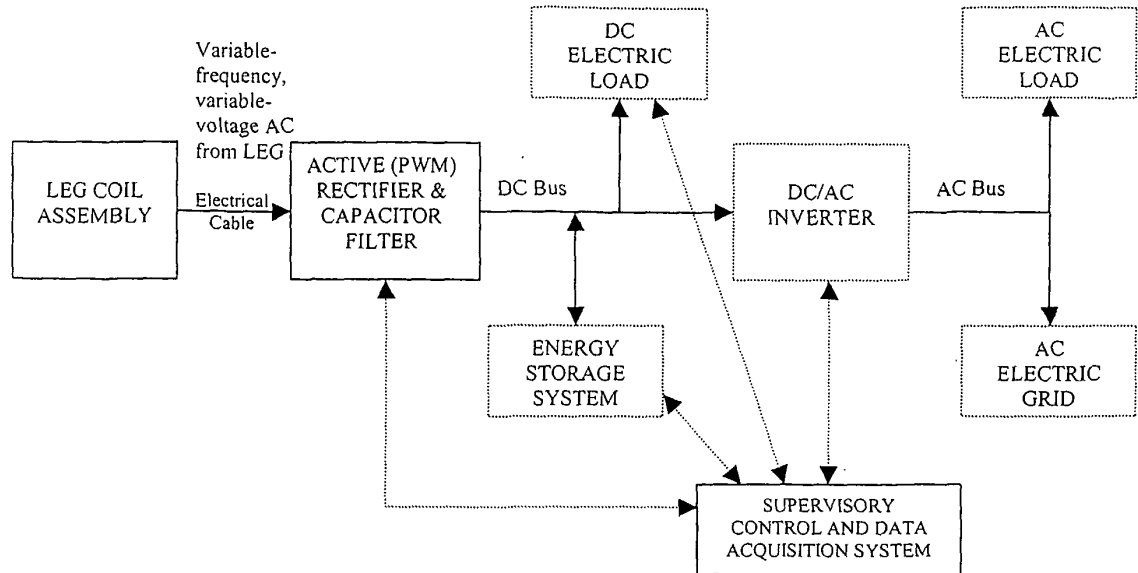 DC
ELECTRIC
LOAD
AC
ELECTRIC
LOAD
Variable-
frequency,
variable-
voltage AC
from LEG
LEG COIL
ASSEMBLY
Electrical
Cable
ACTIVE (PWM)
RECTIFIER &
CAPACITOR
FILTER
DC Bus
DC/AC
INVERTER
AC Bus
ENERGY
STORAGE
SYSTEM
AC
ELECTRIC
GRID
SUPERVISORY
CONTROL AND DATA
ACQUISITION SYSTEM